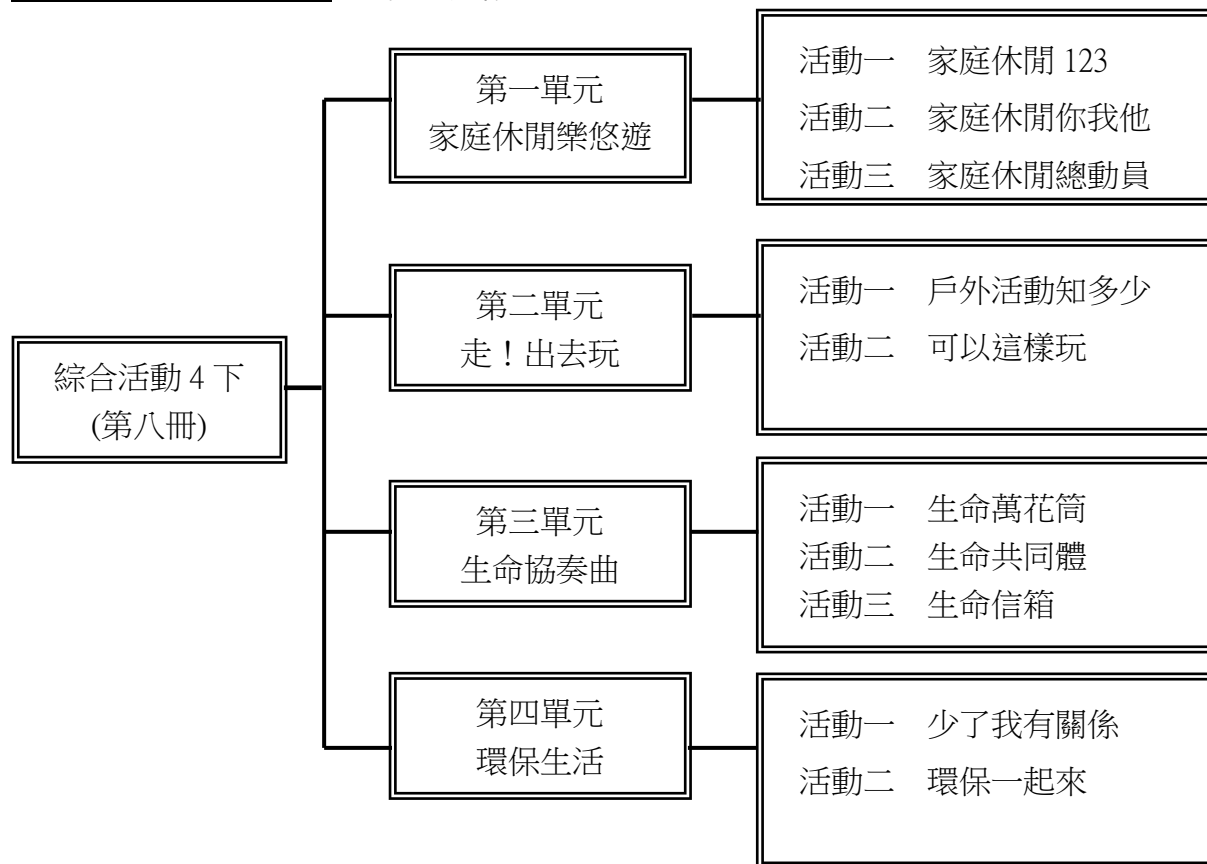 綜合活動 4 下
(第八冊)
第一單元
家庭休閒樂悠遊
活動一　家庭休閒 123
活動二　家庭休閒你我他
活動三　家庭休閒總動員
第二單元
走！出去玩
活動一　戶外活動知多少
活動二　可以這樣玩
第三單元
生命協奏曲
活動一　生命萬花筒
活動二　生命共同體
活動三　生命信箱
第四單元
環保生活
活動一　少了我有關係
活動二　環保一起來